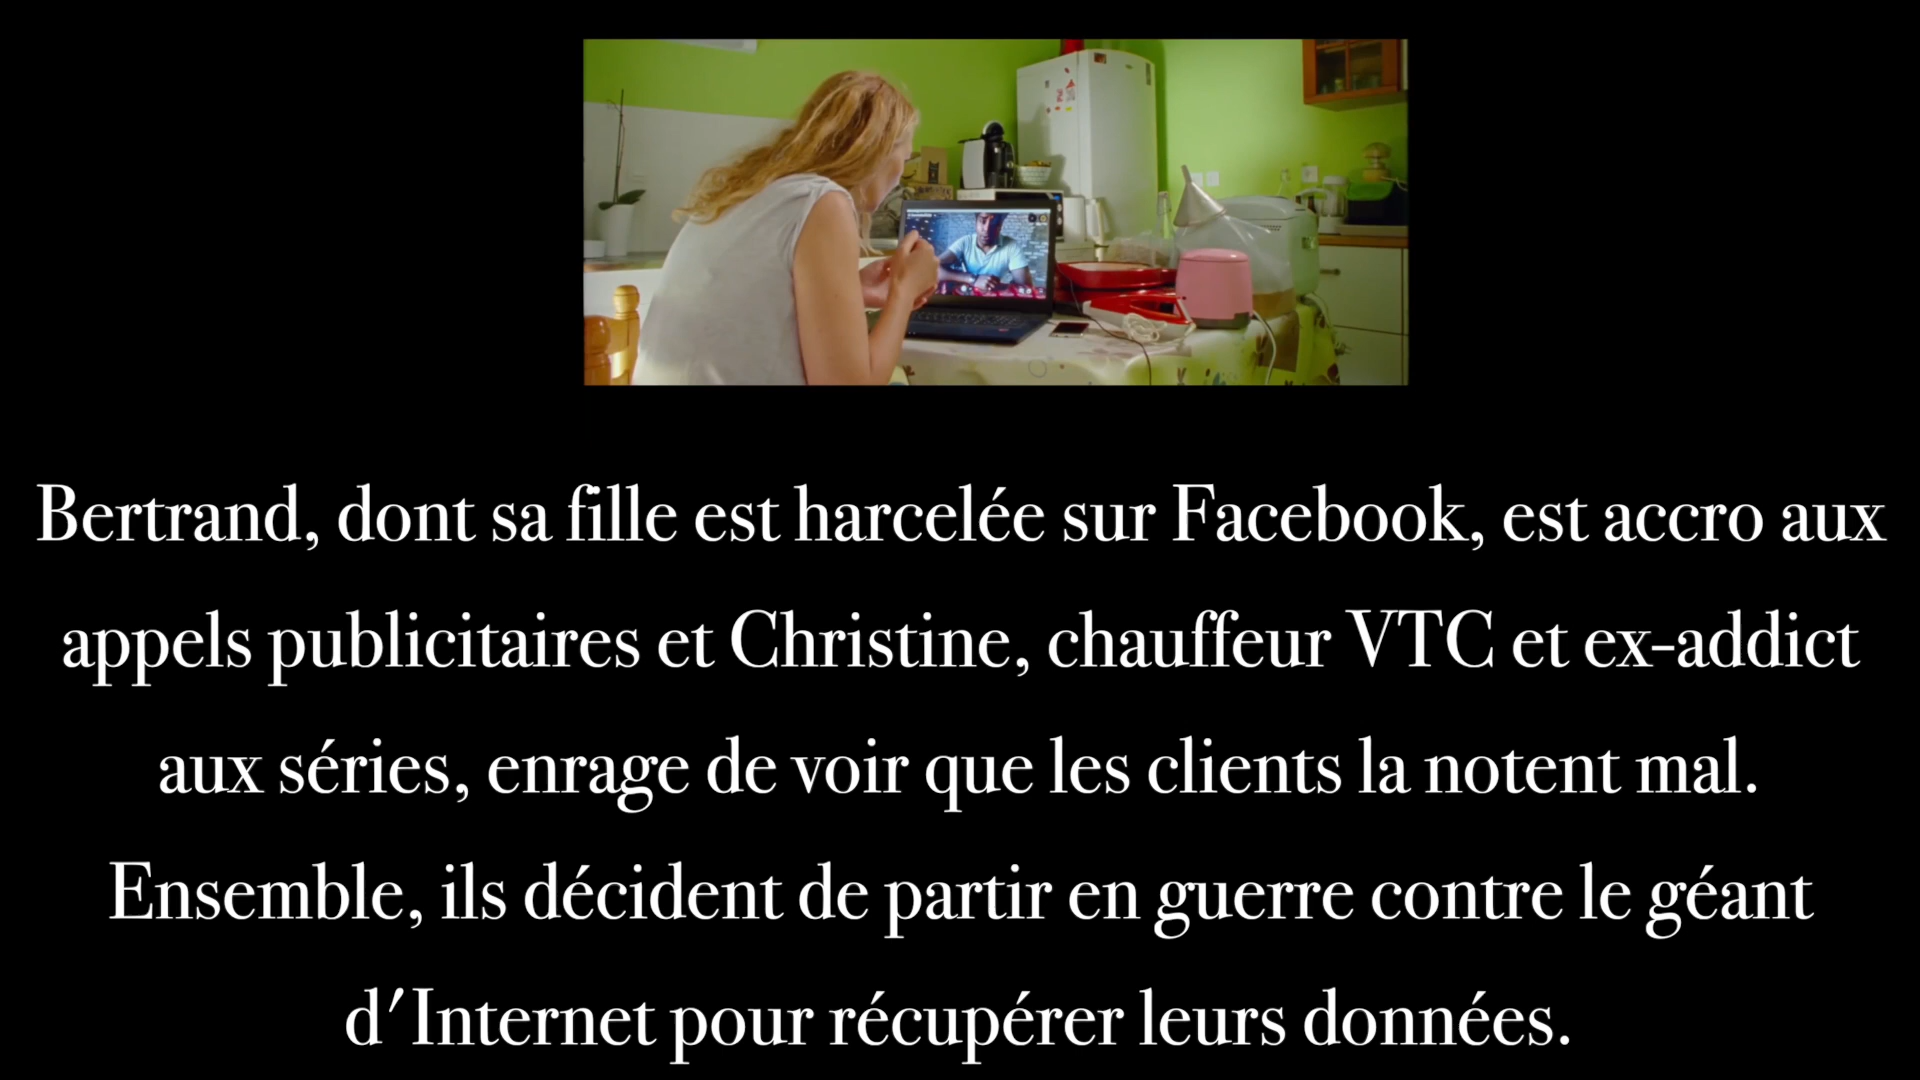 Bertrand, dont sa fille est harcelée sur Facebook, est accro aux
appels publicitaires et Christine, chauffeur VTC et ex-addict
aux séries, enrage de voir que les clients la notent mal.
Ensemble, ils décident de partir en guerre contre le géant
d'Internet pour récupérer leurs données.